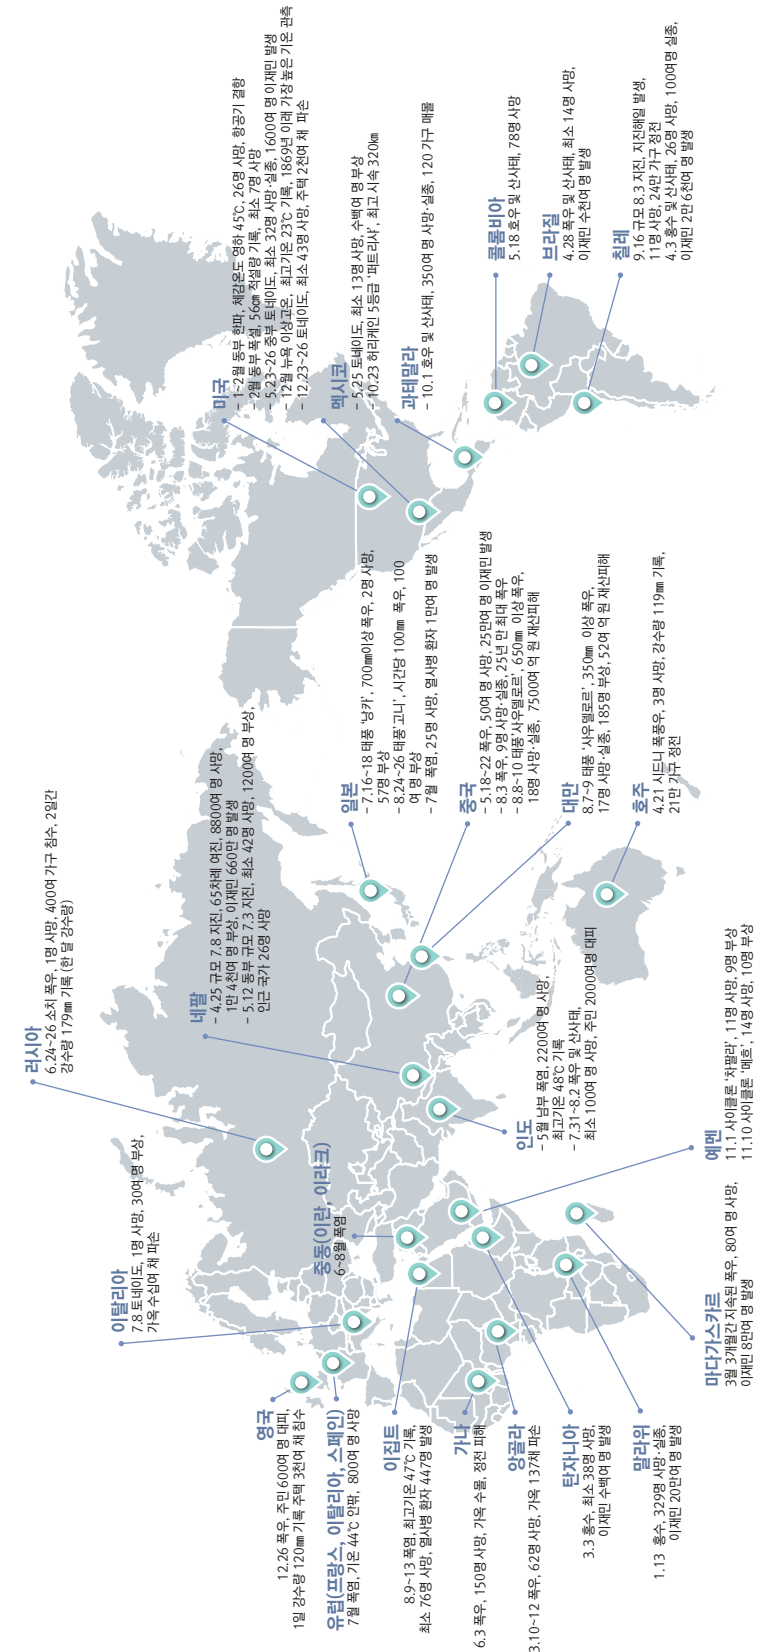 영국
12.26 폭우, 주민 600여 명 대피,
1일 강수량 120㎜ 기록 주택 3천여 채 침수
유럽(프랑스, 이탈리아, 스페인)
7월 폭염, 기온 44℃ 안팎, 800여 명 사망
이집트
8.9~13 폭염, 최고기온 47℃ 기록,
최소 76명 사망, 열사병 환자 447명 발생
가나
6.3 폭우, 150명 사망, 가옥 수몰, 정전 피해
앙골라
3.10~12 폭우, 62명 사망, 가옥 137채 파손
탄자니아
3.3 홍수, 최소 38명 사망,
이재민 수백여 명 발생
말라위
1.13 홍수, 329명 사망·실종,
이재민 20만여 명 발생
이탈리아
7.8 토네이도, 1명 사망, 30여 명 부상,
가옥 수십여 채 파손
중동(이란, 이라크)
6~8월 폭염
마다가스카르
3월 3개월간 지속된 폭우, 80여 명 사망,
이재민 8만여 명 발생
러시아
6.24~26 소치 폭우, 1명 사망, 400여 가구 침수, 2일간
강수량 179㎜ 기록 (한 달 강수량)
네팔
- 4.25 규모 7.8 지진, 65차례 여진, 8800여 명 사망,
1만 4천여 명 부상, 이재민 660만 명 발생
- 5.12 동부 규모 7.3 지진, 최소 42명 사망, 1200여 명 부상,
인근 국가 26명 사망
인도
- 5월 남부 폭염, 2200여 명 사망,
최고기온 48℃ 기록
- 7.31~8.2 폭우 및 산사태,
최소 100여 명 사망, 주민 2000여명 대피
예멘
11.1 사이클론 '차팔라', 11명 사망, 9명 부상
11.10 사이클론 '메흐', 14명 사망, 10명 부상
일본
- 7.16~18 태풍 '낭카', 700㎜이상 폭우, 2명 사망,
57명 부상
- 8.24~26 태풍'고니', 시간당 100㎜ 폭우, 100
여 명 부상
- 7월 폭염, 25명 사망, 열사병 환자 1만여 명 발생
중국
- 5.18~22 폭우, 50여 명 사망, 25만여 명 이재민 발생
- 8.3 폭우, 9명 사망·실종, 25년 만 최대 폭우
- 8.8~10 태풍'사우델로르', 650㎜ 이상 폭우,
18명 사망·실종, 7500여 억 원 재산피해
대만
8.7~9 태풍 '사우델로르', 350㎜ 이상 폭우,
17명 사망·실종, 185명 부상, 52여 억 원 재산피해
호주
4.21 시드니 폭풍우, 3명 사망, 강수량 119㎜ 기록,
21만 가구 정전
미국
- 1~2월 동부 한파, 체감온도 영하 45℃, 26명 사망, 항공기 결항
- 2월 동부 폭설, 56㎝ 적설량 기록, 최소 7명 사망
- 5.23~26 중부 토네이도, 최소 32명 사망·실종, 1600여 명 이재민 발생
- 12월 뉴욕 이상고온, 최고기온 23℃ 기록, 1869년 이래 가장 높은 기온 관측
- 12.23~26 토네이도, 최소 43명 사망, 주택 2천여 채 파손
멕시코
- 5.25 토네이도, 최소 13명 사망, 수백여 명 부상
- 10.23 허리케인 5등급 '퍼트리샤', 최고 시속 320㎞
과테말라
- 10.1 호우 및 산사태, 350여 명 사망·실종, 120 가구 매몰
콜롬비아
5.18 호우 및 산사태, 78명 사망
브라질
4.28 폭우 및 산사태, 최소 14명 사망,
이재민 수천여 명 발생
칠레
9.16 규모 8.3 지진, 지진해일 발생,
11명 사망, 24만 가구 정전
4.3 홍수 및 산사태, 26명 사망, 100여명 실종,
이재민 2만 6천여 명 발생